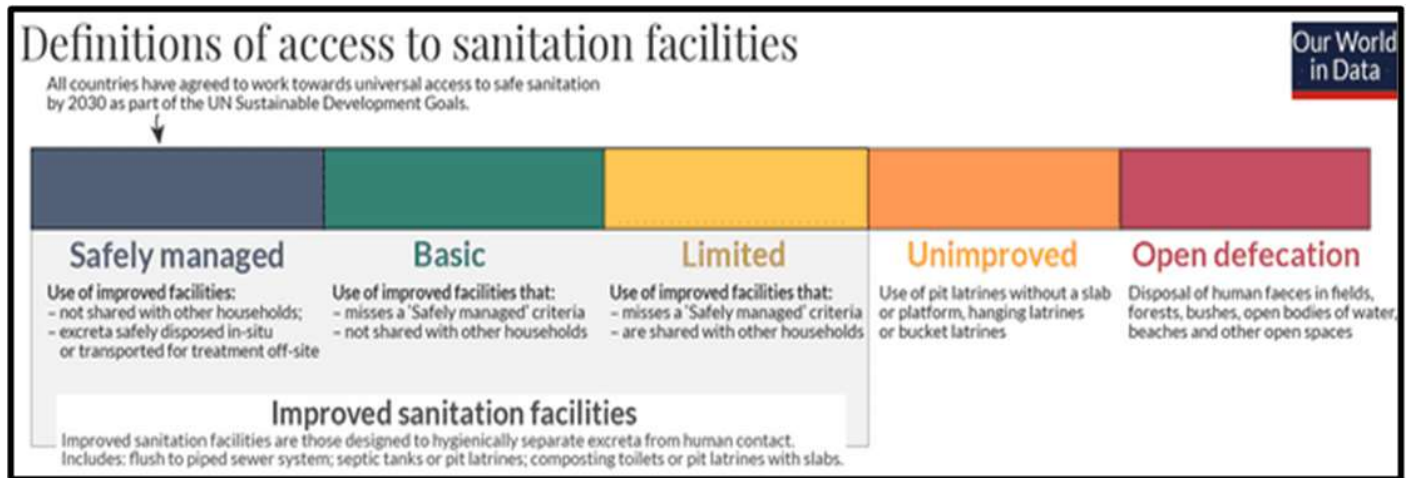 Definitions of access to sanitation facilities
Our World
in Data
All countries have agreed to work towards universal access to safe sanitation
by 2030 as part of the UN Sustainable Development Goals.
Safely managed
Use of improved facilities:
– not shared with other households;
– excreta safely disposed in-situ
or transported for treatment off-site
Basic
Use of improved facilities that:
– misses a 'Safely managed' criteria
– not shared with other households
Limited
Use of improved facilities that:
– misses a 'Safely managed' criteria
– are shared with other households
Unimproved
Use of pit latrines without a slab
or platform, hanging latrines
or bucket latrines
Open defecation
Disposal of human faeces in fields,
forests, bushes, open bodies of water,
beaches and other open spaces
Improved sanitation facilities
Improved sanitation facilities are those designed to hygienically separate excreta from human contact.
Includes: flush to piped sewer system; septic tanks or pit latrines; composting toilets or pit latrines with slabs.